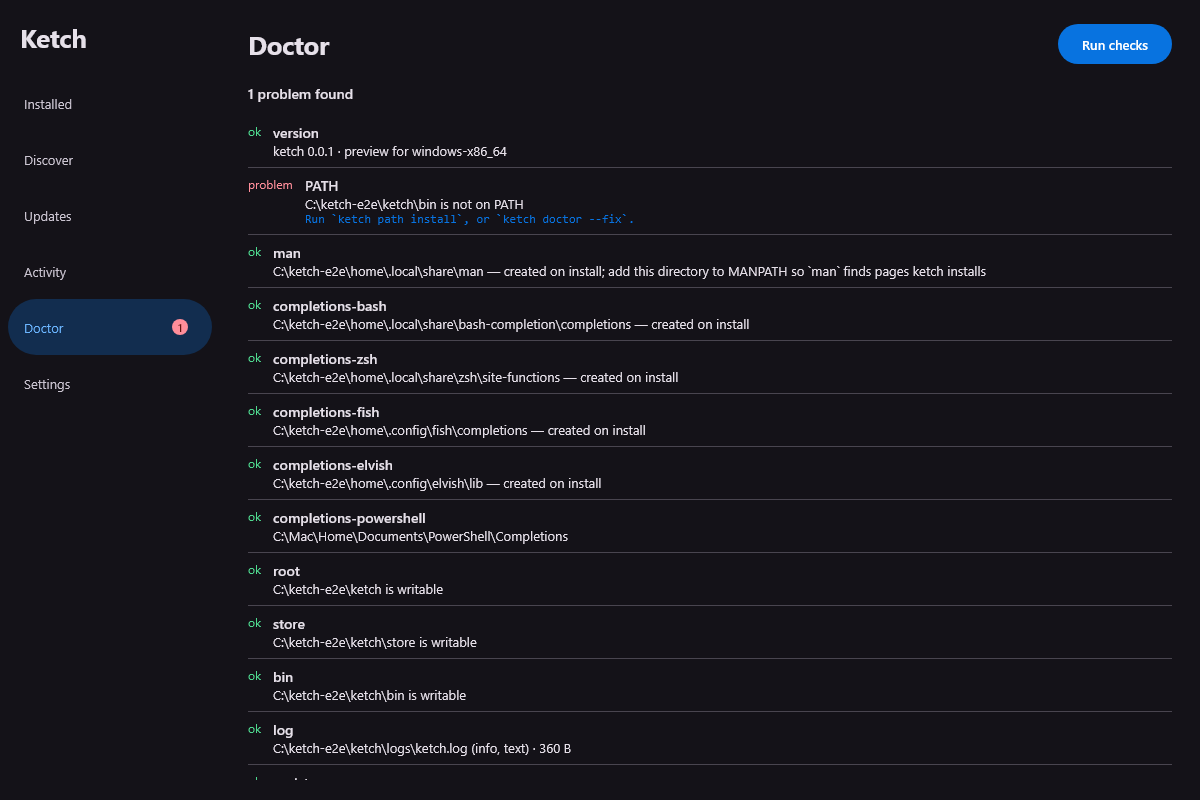 Ketch
Installed
Discover
Updates
Activity
Doctor 1
Settings
Doctor
Run checks
1 problem found
ok version
ketch 0.0.1 · preview for windows-x86_64
problem PATH
C:\ketch-e2e\ketch\bin is not on PATH
Run `ketch path install`, or `ketch doctor --fix`.
ok man
C:\ketch-e2e\home\.local\share\man — created on install; add this directory to MANPATH so `man` finds pages ketch installs
ok completions-bash
C:\ketch-e2e\home\.local\share\bash-completion\completions — created on install
ok completions-zsh
C:\ketch-e2e\home\.local\share\zsh\site-functions — created on install
ok completions-fish
C:\ketch-e2e\home\.config\fish\completions — created on install
ok completions-elvish
C:\ketch-e2e\home\.config\elvish\lib — created on install
ok completions-powershell
C:\Mac\Home\Documents\PowerShell\Completions
ok root
C:\ketch-e2e\ketch is writable
ok store
C:\ketch-e2e\ketch\store is writable
ok bin
C:\ketch-e2e\ketch\bin is writable
ok log
C:\ketch-e2e\ketch\logs\ketch.log (info, text) · 360 B